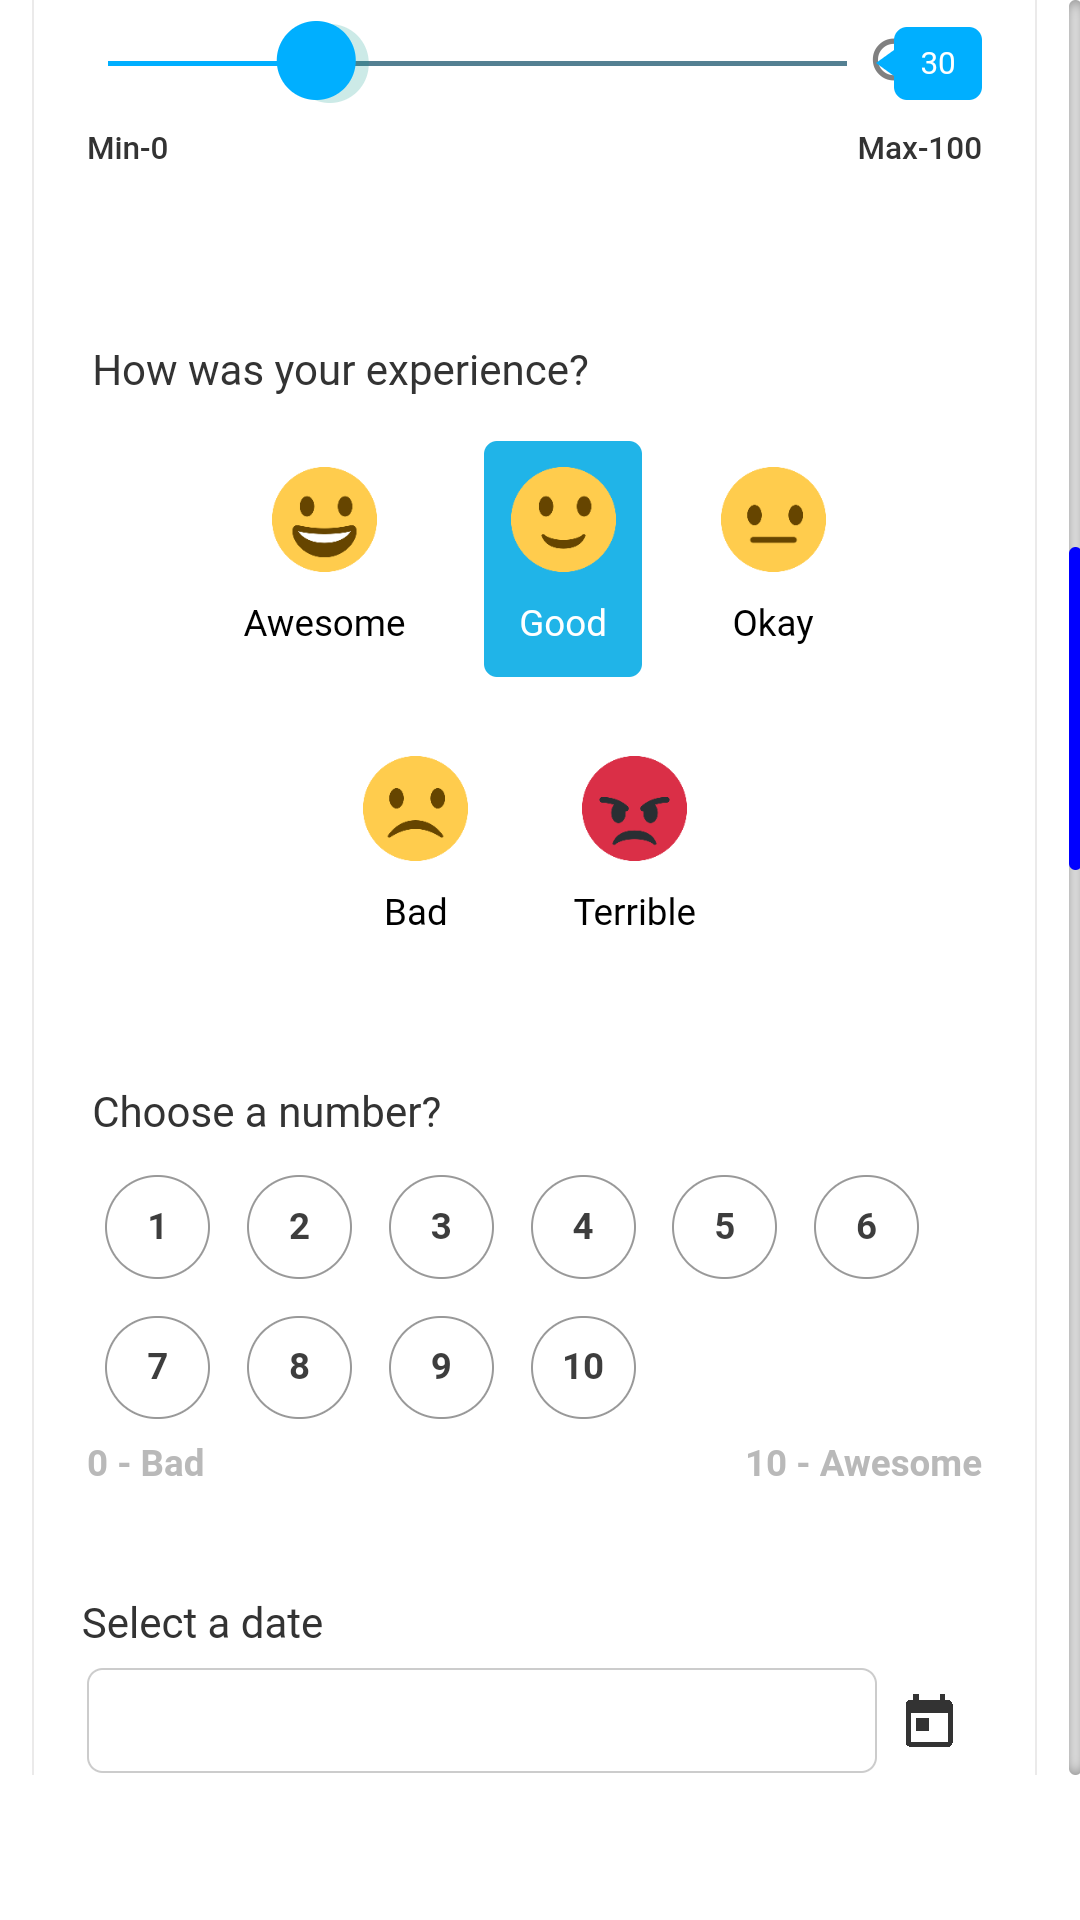 30
Min-0 Max-100
How was your experience?
Awesome Good Okay
Bad Terrible
Choose a number?
1 2 3 4 5 6
7 8 9 10
0 - Bad 10 - Awesome
Select a date